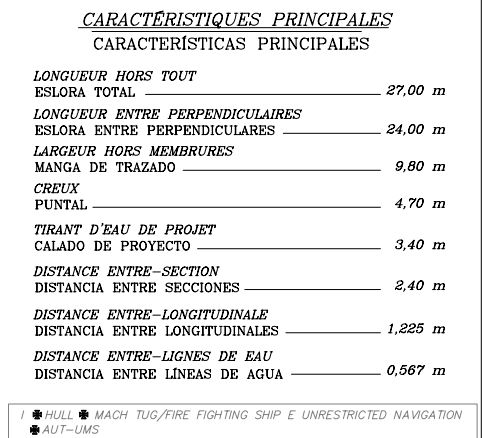 CARACTÉRISTIQUES PRINCIPALES
CARACTERÍSTICAS PRINCIPALES
LONGUEUR HORS TOUT
ESLORA TOTAL 27,00 m
LONGUEUR ENTRE PERPENDICULAIRES
ESLORA ENTRE PERPENDICULARES 24,00 m
LARGEUR HORS MEMBRURES
MANGA DE TRAZADO 9,80 m
CREUX
PUNTAL 4,70 m
TIRANT D'EAU DE PROJET
CALADO DE PROYECTO 3,40 m
DISTANCE ENTRE-SECTION
DISTANCIA ENTRE SECCIONES 2,40 m
DISTANCE ENTRE-LONGITUDINALE
DISTANCIA ENTRE LONGITUDINALES 1,225 m
DISTANCE ENTRE-LIGNES DE EAU
DISTANCIA ENTRE LÍNEAS DE AGUA 0,567 m
I ✠ HULL ✠ MACH TUG/FIRE FIGHTING SHIP E UNRESTRICTED NAVIGATION
✠ AUT-UMS